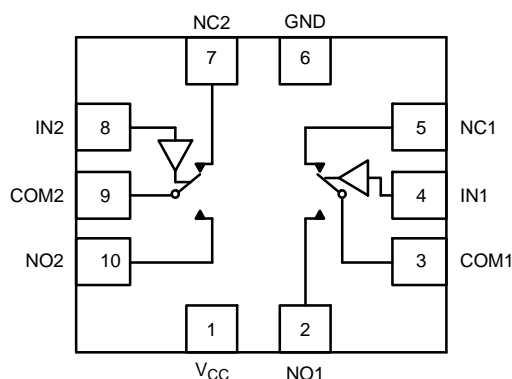 NC2 GND
7 6
IN2 8 5 NC1
COM2 9 4 IN1
NO2 10 3 COM1
1 2
VCC NO1